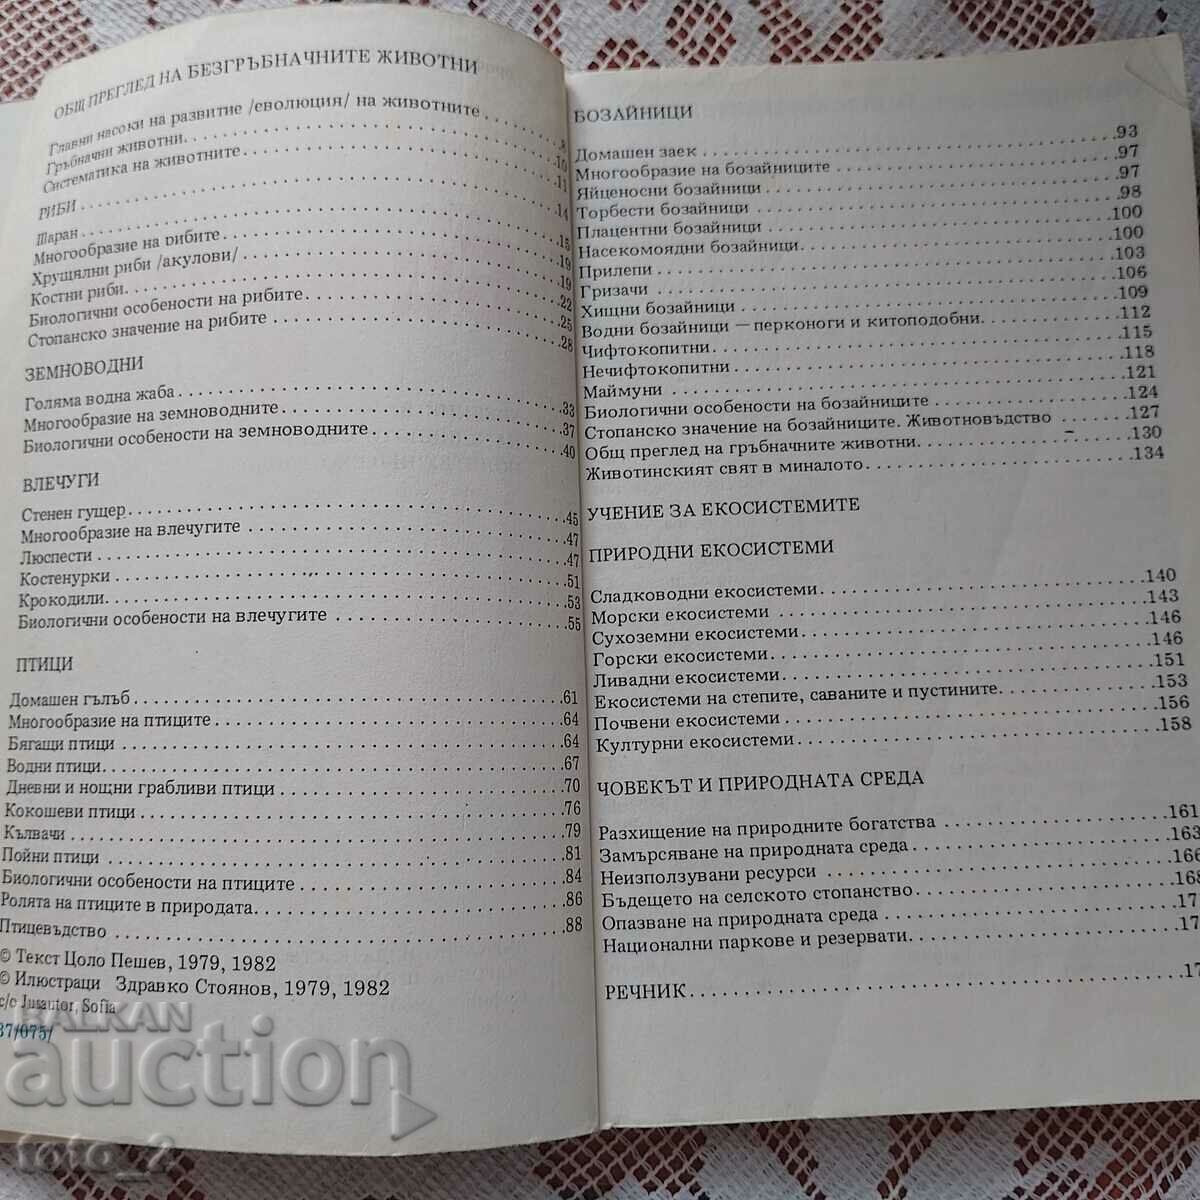 ОБЩ ПРЕГЛЕД НА БЕЗГРЪБНАЧНИТЕ ЖИВОТНИ
Главни насоки на развитие /еволюция/ на животните . . . 8
Гръбначни животни. . . . 10
Систематика на животните . . . 11
РИБИ . . . 14
Шаран . . . 15
Многообразие на рибите . . . 19
Хрущялни риби /акулови/ . . . 19
Костни риби. . . . 22
Биологични особености на рибите . . . 25
Стопанско значение на рибите . . . 28
ЗЕМНОВОДНИ
Голяма водна жаба . . . 33
Многообразие на земноводните . . . 37
Биологични особености на земноводните . . . 40
ВЛЕЧУГИ
Стенен гущер . . . 45
Многообразие на влечугите . . . 47
Люспести . . . 47
Костенурки . . . 51
Крокодили. . . . 53
Биологични особености на влечугите . . . 55
ПТИЦИ
Домашен гълъб . . . 61
Многообразие на птиците . . . 64
Бягащи птици . . . 64
Водни птици. . . . 67
Дневни и нощни грабливи птици . . . 70
Кокошеви птици . . . 76
Кълвачи . . . 79
Пойни птици . . . 81
Биологични особености на птиците . . . 84
Ролята на птиците в природата. . . . 86
Птицевъдство . . . 88
© Текст Цоло Пешев, 1979, 1982
© Илюстраци Здравко Стоянов, 1979, 1982
c/c Jusautor, Sofia
37/075/
БОЗАЙНИЦИ
Домашен заек . . . 93
Многообразие на бозайниците . . . 97
Яйценосни бозайници . . . 97
Торбести бозайници . . . 98
Плацентни бозайници . . . 100
Насекомоядни бозайници. . . . 100
Прилепи . . . 103
Гризачи . . . 106
Хищни бозайници . . . 109
Водни бозайници — перконоги и китоподобни. . . . 112
Чифтокопитни. . . . 115
Нечифтокопитни . . . 118
Маймуни . . . 121
Биологични особености на бозайниците . . . 124
Стопанско значение на бозайниците. Животновъдство . . . 127
Общ преглед на гръбначните животни. . . . 130
Животинският свят в миналото. . . . 134
УЧЕНИЕ ЗА ЕКОСИСТЕМИТЕ
ПРИРОДНИ ЕКОСИСТЕМИ
Сладководни екосистеми . . . 140
Морски екосистеми . . . 143
Сухоземни екосистеми . . . 146
Горски екосистеми . . . 146
Ливадни екосистеми . . . 151
Екосистеми на степите, саваните и пустините. . . . 153
Почвени екосистеми . . . 156
Културни екосистеми . . . 158
ЧОВЕКЪТ И ПРИРОДНАТА СРЕДА
Разхищение на природните богатства . . . 161
Замърсяване на природната среда . . . 163
Неизползувани ресурси . . . 166
Бъдещето на селското стопанство. . . . 168
Опазване на природната среда . . . 17
Национални паркове и резервати. . . . 17
РЕЧНИК. . . . 17
BALKAN
auction
toto_2